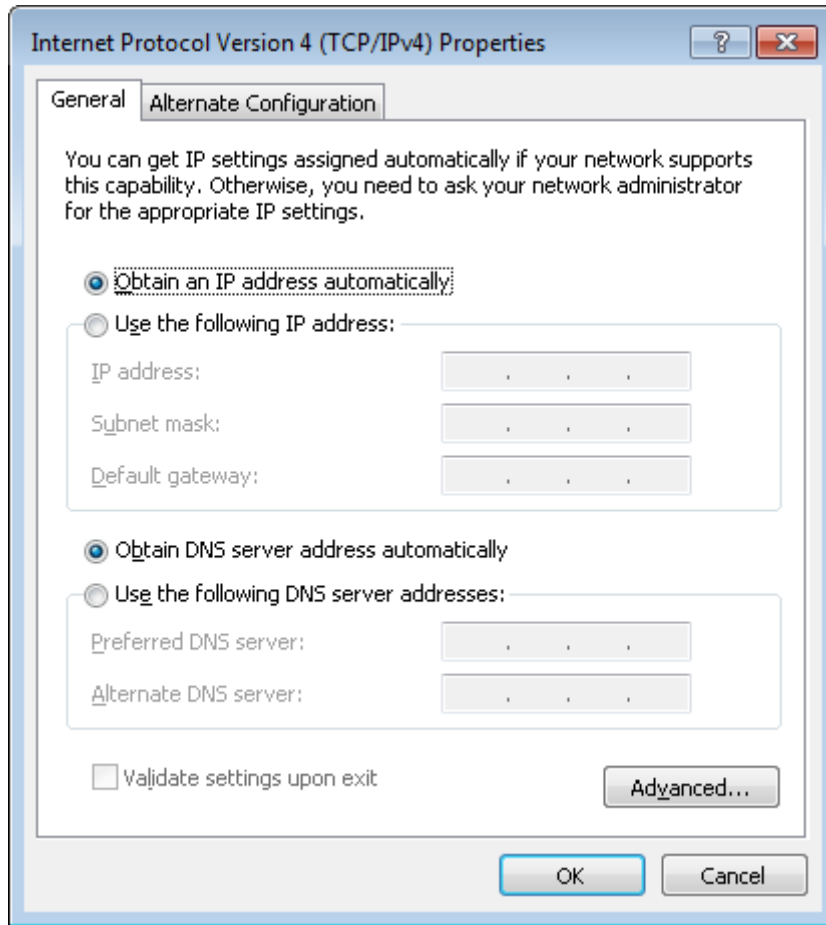 Internet Protocol Version 4 (TCP/IPv4) Properties
?
General
Alternate Configuration
You can get IP settings assigned automatically if your network supports
this capability. Otherwise, you need to ask your network administrator
for the appropriate IP settings.
Obtain an IP address automatically
Use the following IP address:
IP address:
. . .
Subnet mask:
. . .
Default gateway:
. . .
Obtain DNS server address automatically
Use the following DNS server addresses:
Preferred DNS server:
. . .
Alternate DNS server:
. . .
Validate settings upon exit
Advanced...
OK
Cancel